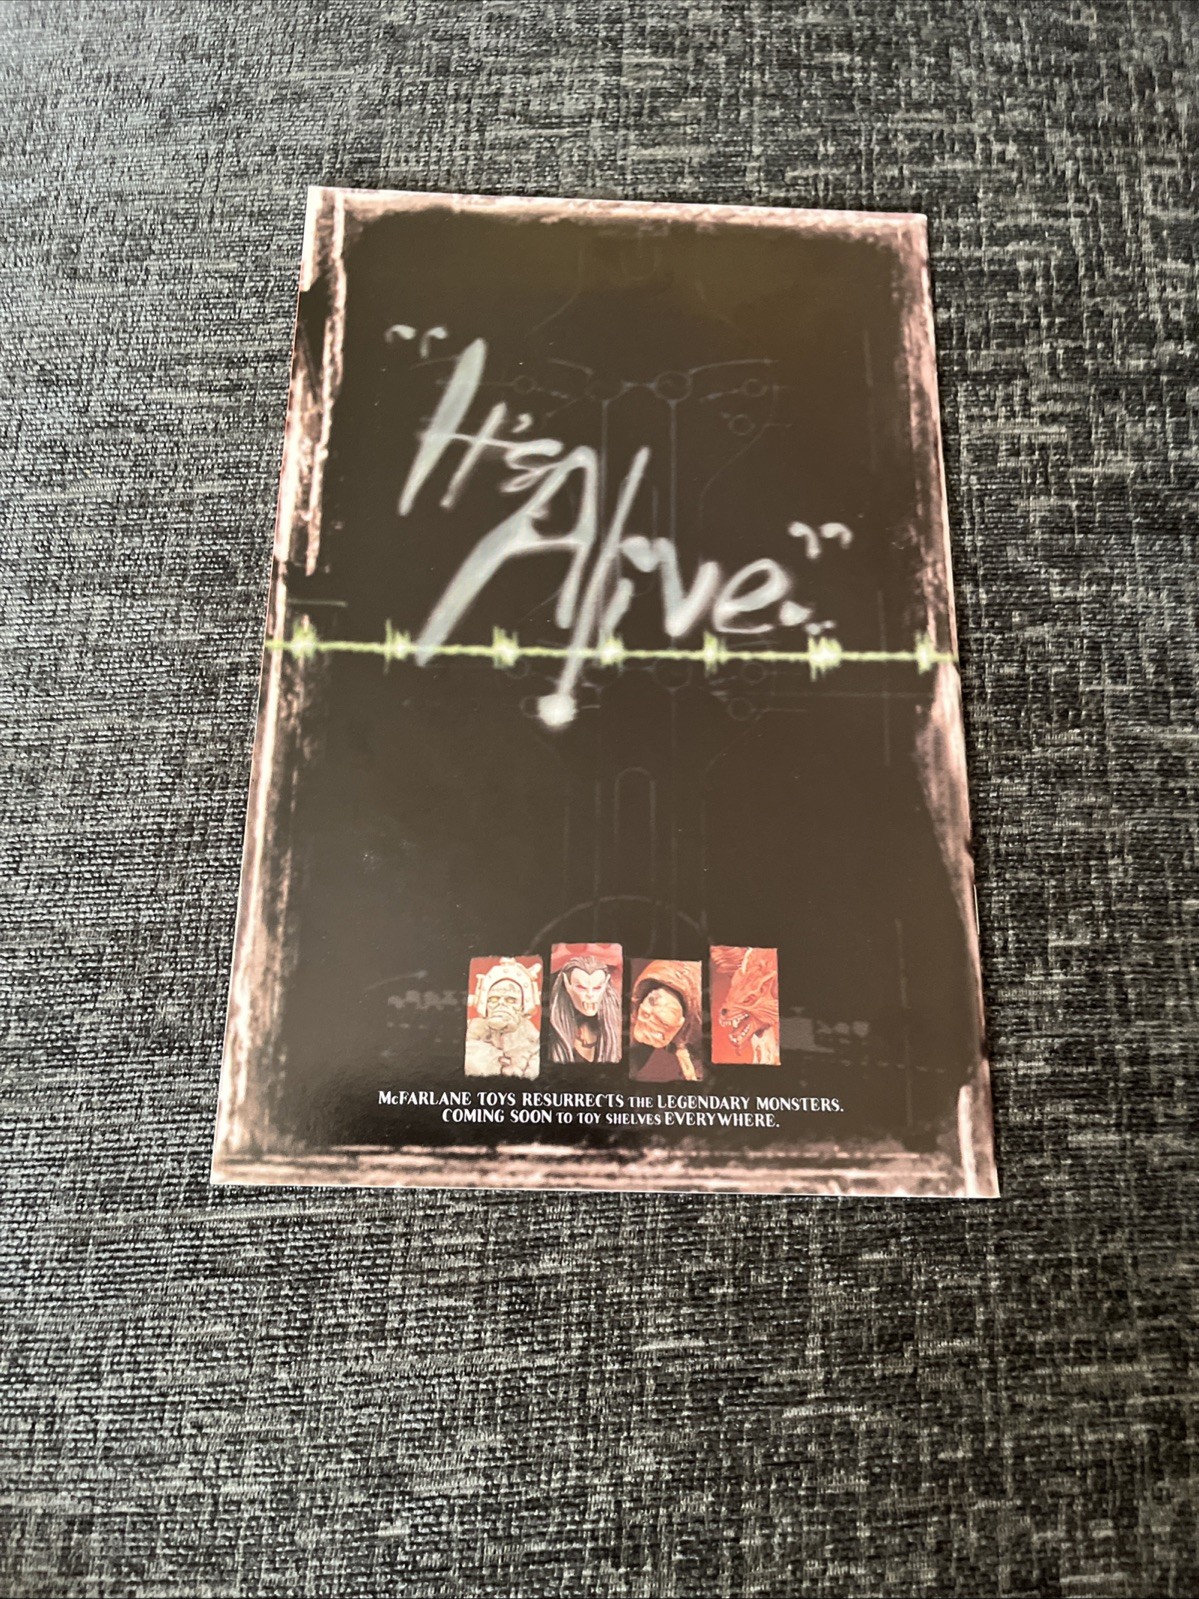 "It's
Alive..."
McFARLANE TOYS RESURRECTS THE LEGENDARY MONSTERS.
COMING SOON TO TOY SHELVES EVERYWHERE.